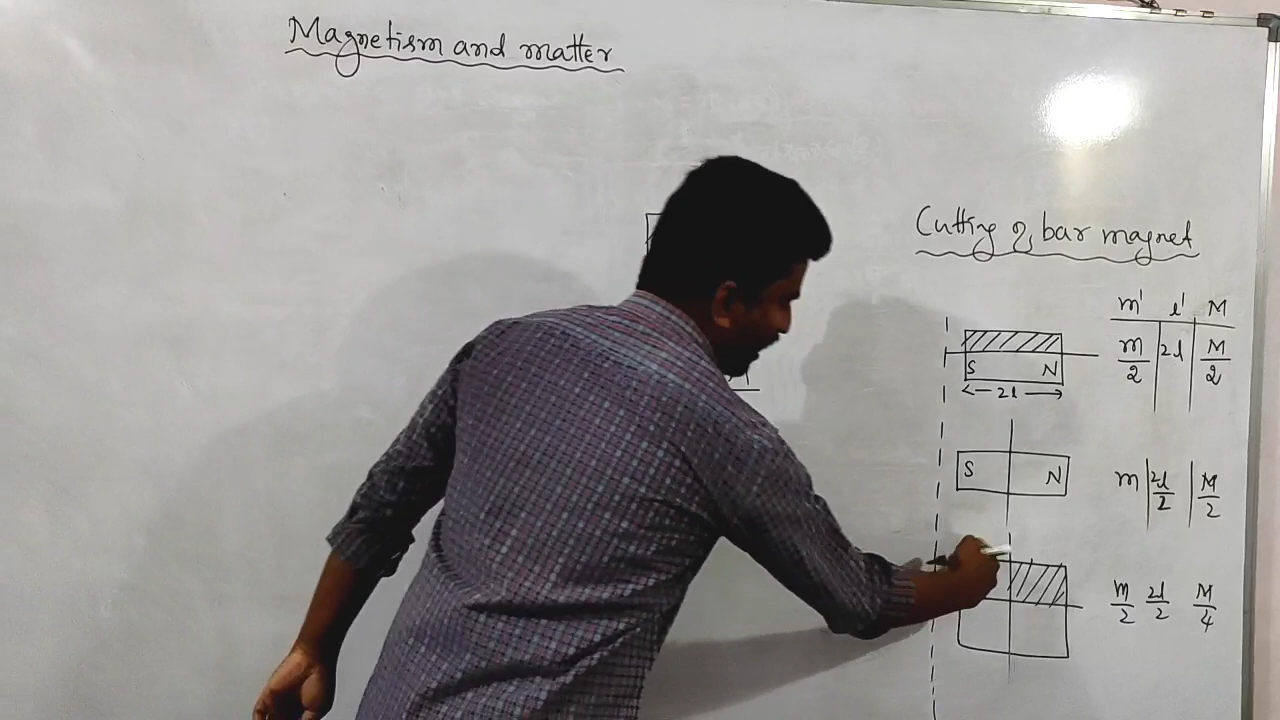 Magnetism and matter
Cutting of bar magnet
m' l' M
m/2 2l M/2
S N
2l
S N
m 2l/2 M/2
m/2 2l/2 M/4